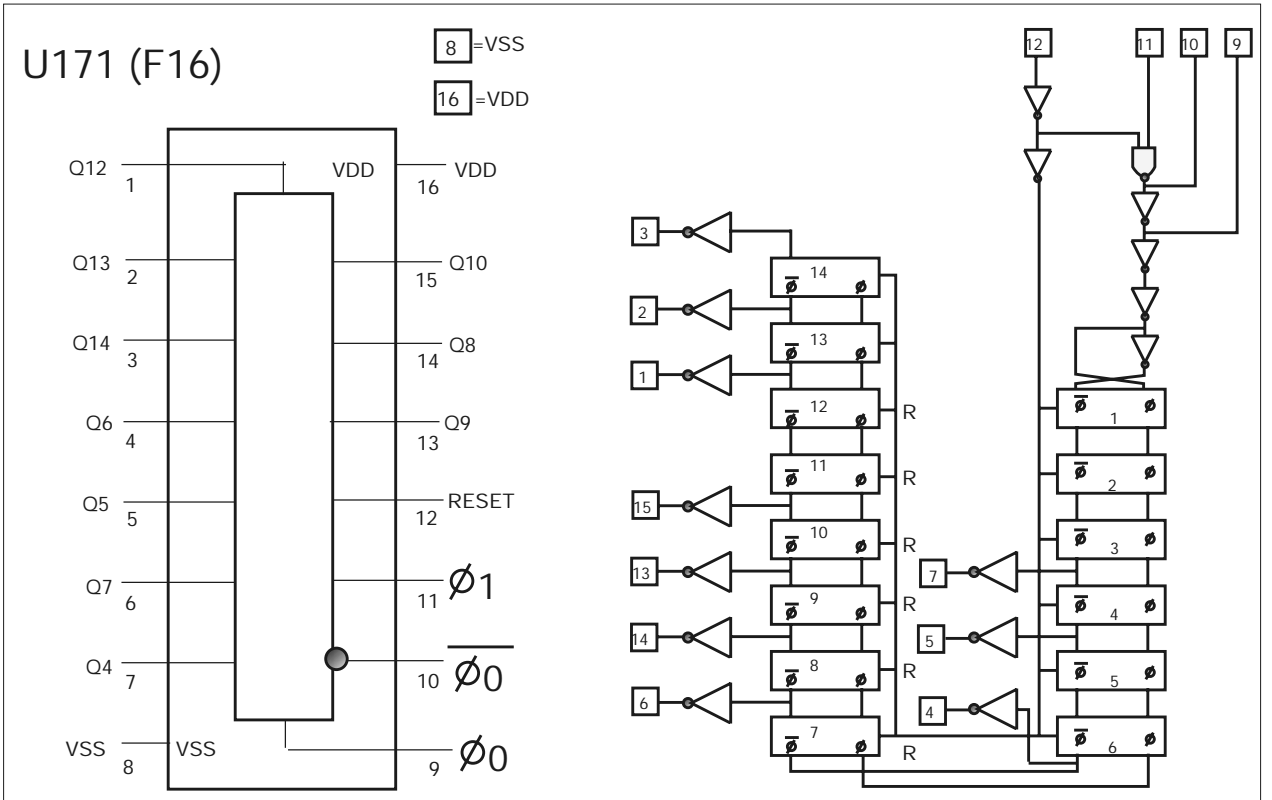 U171 (F16)
8 =VSS
16 =VDD
Q12
1
VDD
VDD
16
Q13
2
Q10
15
Q14
3
Q8
14
Q6
4
Q9
13
Q5
5
RESET
12
Q7
6
Ø1
11
Q4
7
Ø̅0̅
10
VSS
8
VSS
Ø0
9
12
11
10
9
3
14
ø̅ ø
2
13
ø̅ ø
1
12
ø̅ ø
R
11
ø̅ ø
R
15
10
ø̅ ø
R
13
9
ø̅ ø
R
14
8
ø̅ ø
R
6
7
ø̅ ø
R
ø̅ 1 ø
ø̅ 2 ø
ø̅ 3 ø
7
ø̅ 4 ø
5
ø̅ 5 ø
4
ø̅ 6 ø